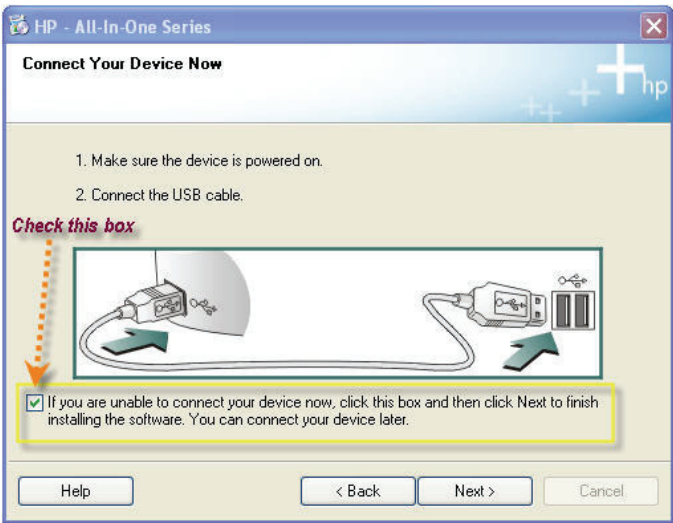 HP - All-In-One Series
Connect Your Device Now
hp
1. Make sure the device is powered on.
2. Connect the USB cable.
Check this box
If you are unable to connect your device now, click this box and then click Next to finish
installing the software. You can connect your device later.
Help
< Back
Next >
Cancel